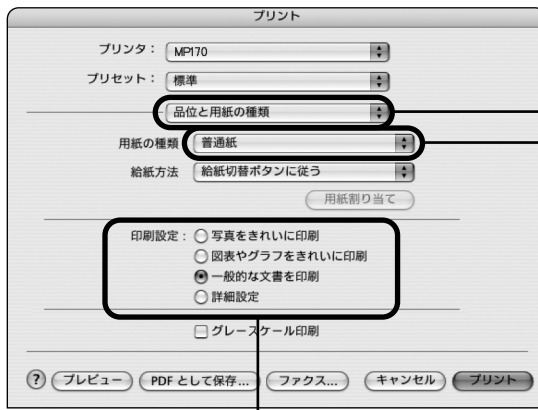 プリント
プリンタ： MP170
プリセット： 標準
品位と用紙の種類
用紙の種類 普通紙
給紙方法 給紙切替ボタンに従う
用紙割り当て
印刷設定： 写真をきれいに印刷
図表やグラフをきれいに印刷
一般的な文書を印刷
詳細設定
グレースケール印刷
? プレビュー PDF として保存... ファクス... キャンセル プリント